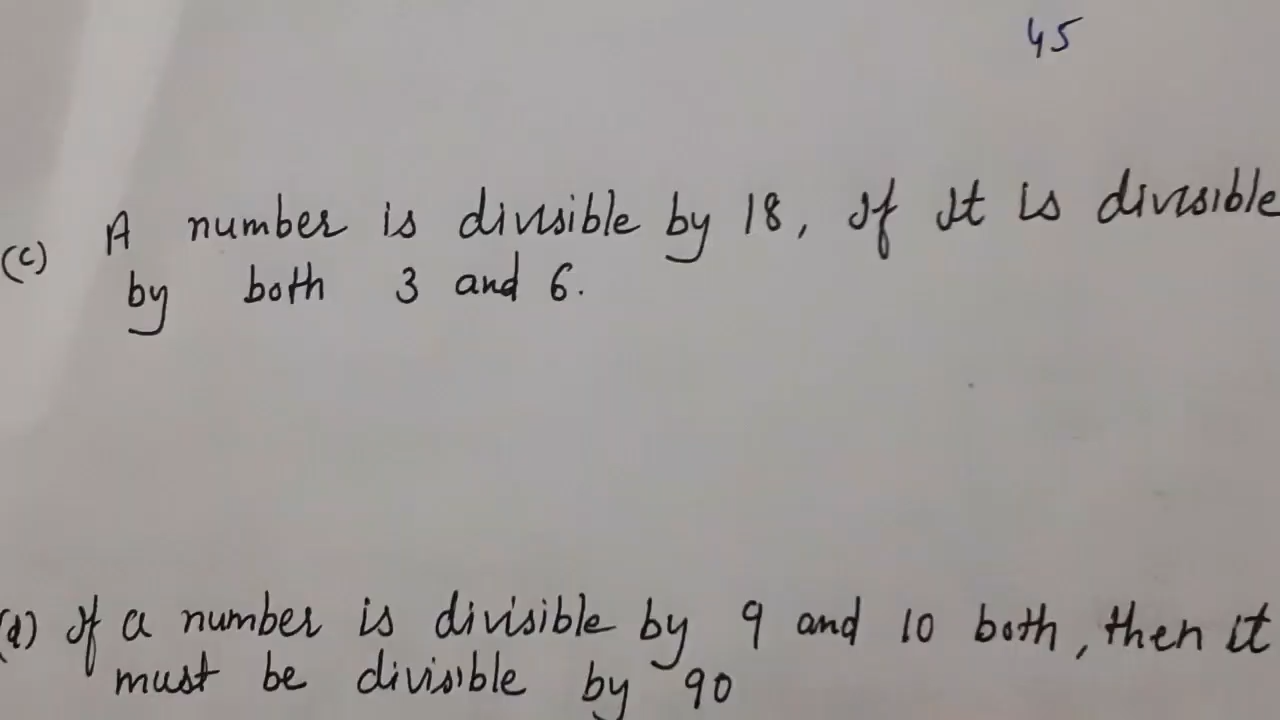 45
(c) A number is divisible by 18, If It is divisible
by both 3 and 6.
(d) If a number is divisible by 9 and 10 both, then it
must be divisible by 90